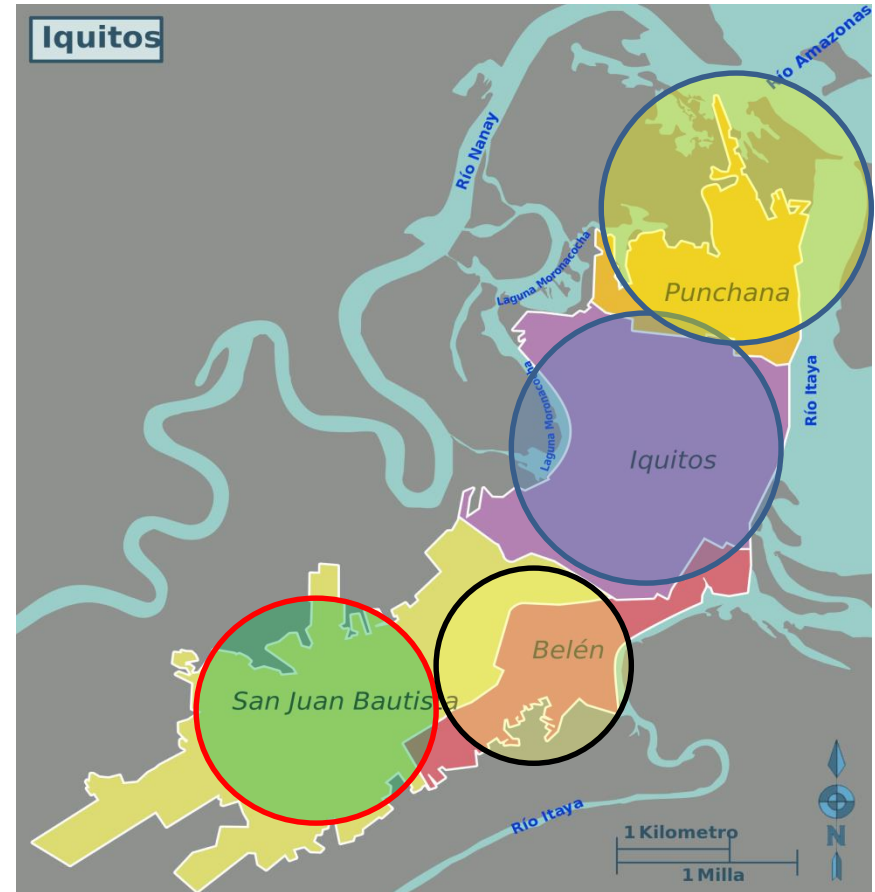 Iquitos
Río Amazonas
Río Nanay
Laguna Moronacocha
Punchana
Río Itaya
Laguna Moronacocha
Iquitos
Belén
San Juan Bautista
Río Itaya
1 Kilometro
N
1 Milla